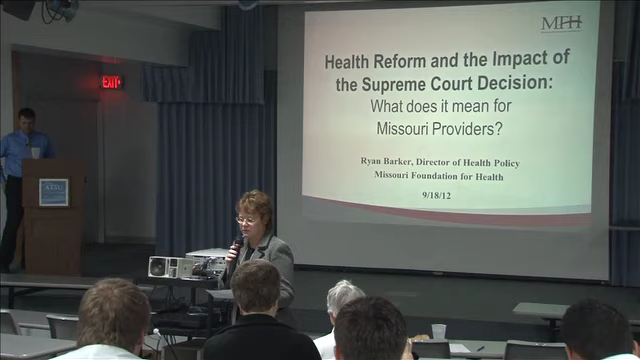 MFH
Health Reform and the Impact of
the Supreme Court Decision:
What does it mean for
Missouri Providers?
Ryan Barker, Director of Health Policy
Missouri Foundation for Health
9/18/12
EXIT
ATSU